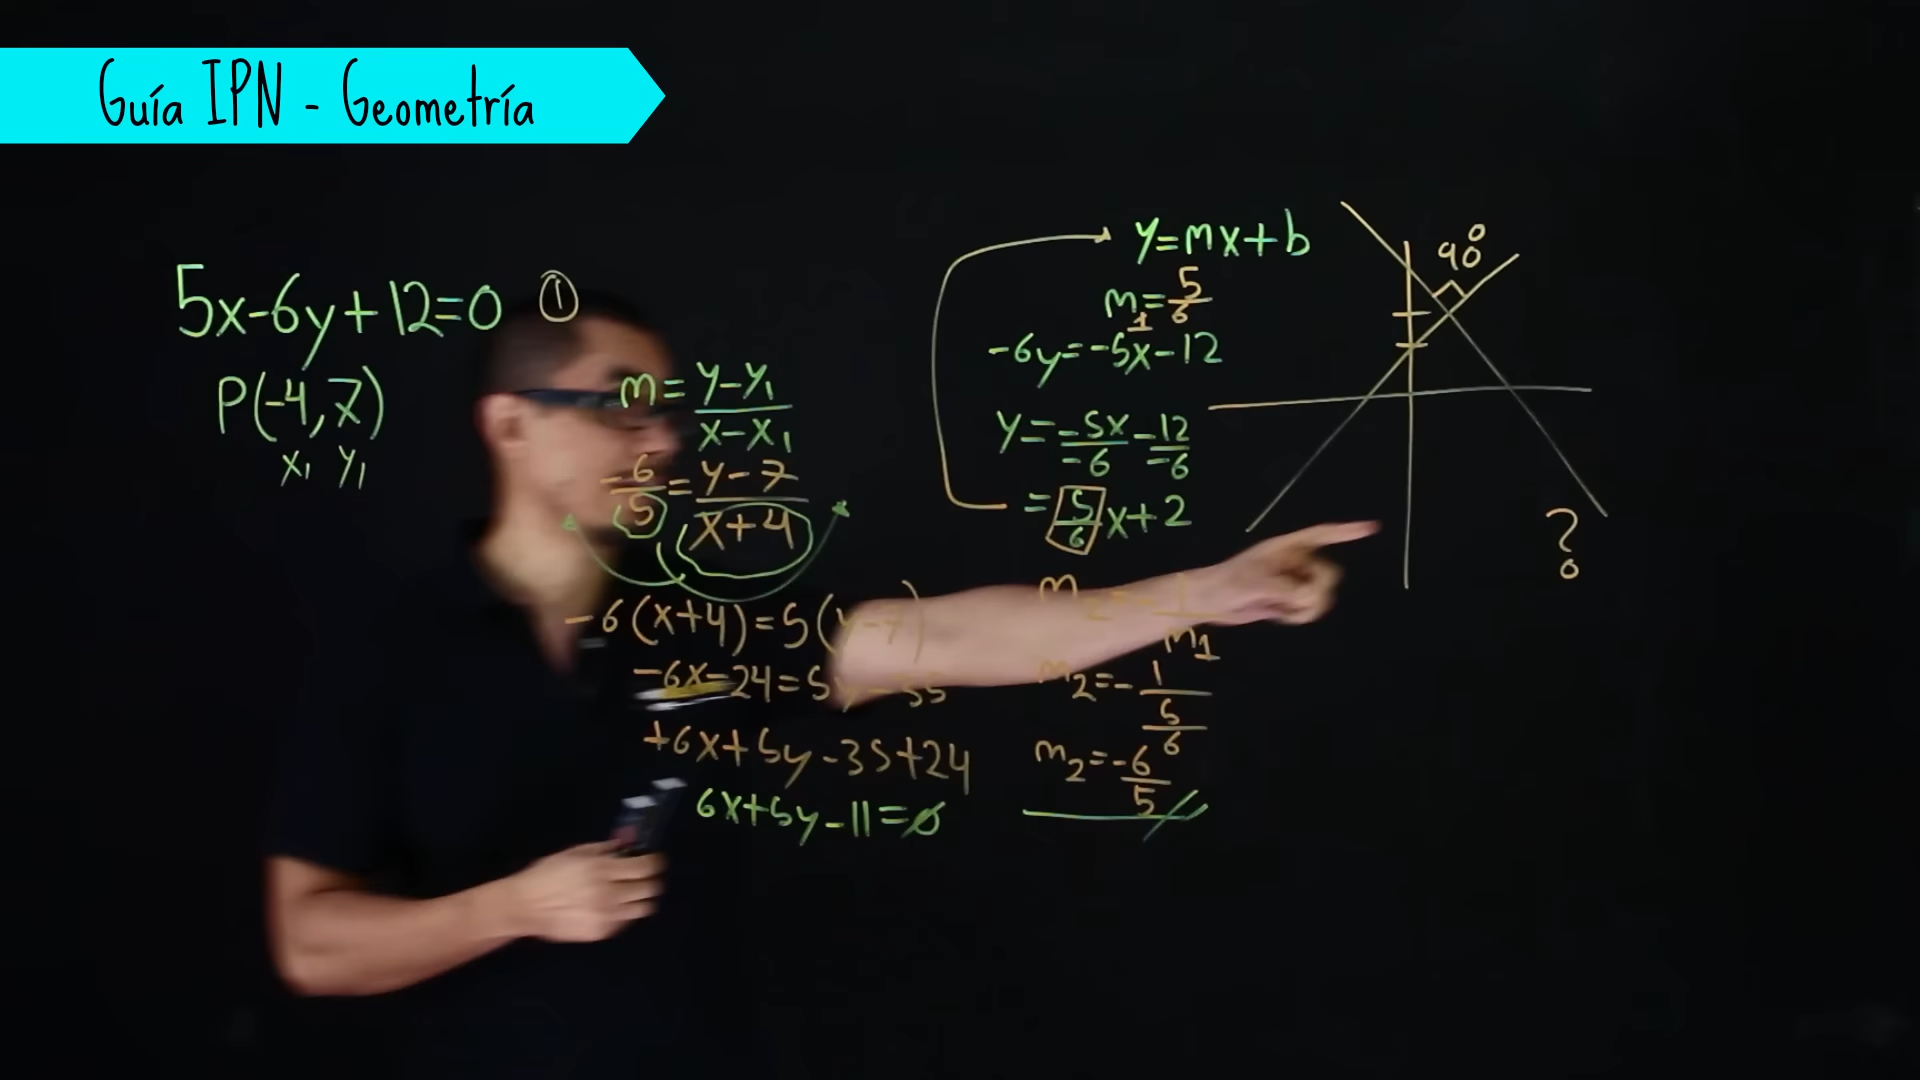 Guía IPN - Geometría
5x-6y+12=0 ①
P(-4,7)
x₁ y₁
m = y-y₁ / x-x₁
-6/5 = y-7 / x+4
-6(x+4)=5(y-7)
-6x-24=5y-35
+6x+5y-35+24
6x+5y-11=0
y=mx+b
m₁=5/6
-6y=-5x-12
y=-5x/-6 -12/-6
= 5/6 x+2
m₂=-1/m₁
m₂=-1/5/6
m₂=-6/5
90°
?